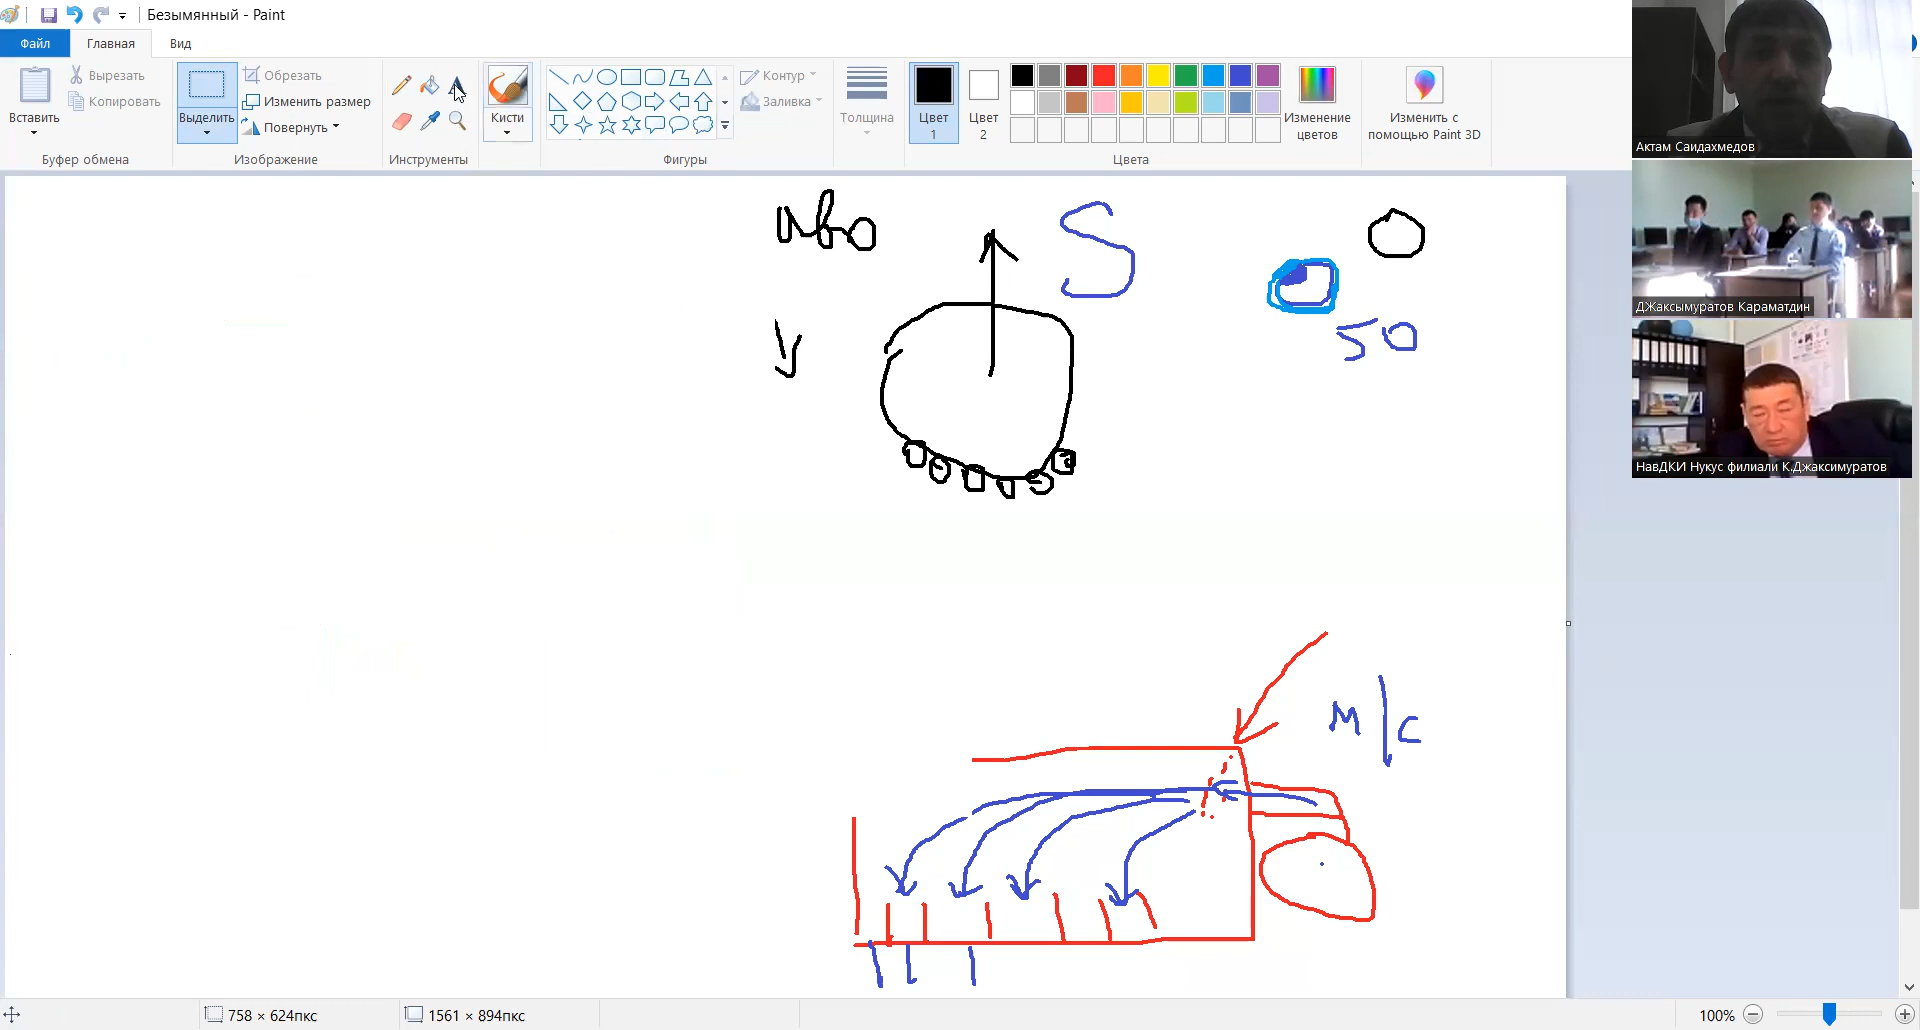 Безымянный - Paint
Файл
Главная
Вид
Вставить
Вырезать
Копировать
Буфер обмена
Выделить
Обрезать
Изменить размер
Повернуть
Изображение
Инструменты
Кисти
Фигуры
Контур
Заливка
Толщина
Цвет 1
Цвет 2
Изменение цветов
Цвета
Изменить с помощью Paint 3D
Актам Саидахмедов
ДЖаксымуратов Караматдин
НавДКИ Нукус филиали К.Джаксимуратов
S
50
м/с
758 × 624пкс
1561 × 894пкс
100%